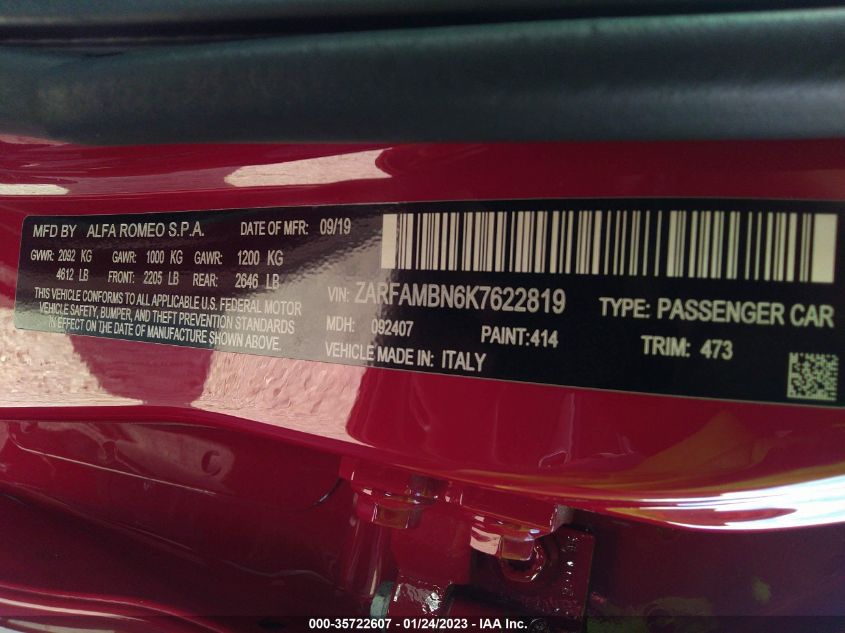 MFD BY ALFA ROMEO S.P.A. DATE OF MFR: 09/19
GVWR: 2092 KG GAWR: 1000 KG GAWR: 1200 KG
4612 LB FRONT: 2205 LB REAR: 2646 LB
THIS VEHICLE CONFORMS TO ALL APPLICABLE U.S. FEDERAL MOTOR
VEHICLE SAFETY, BUMPER, AND THEFT PREVENTION STANDARDS
IN EFFECT ON THE DATE OF MANUFACTURE SHOWN ABOVE.
VIN: ZARFAMBN6K7622819 TYPE: PASSENGER CAR
MDH: 092407 PAINT:414 TRIM: 473
VEHICLE MADE IN: ITALY
000-35722607 - 01/24/2023 - IAA Inc.